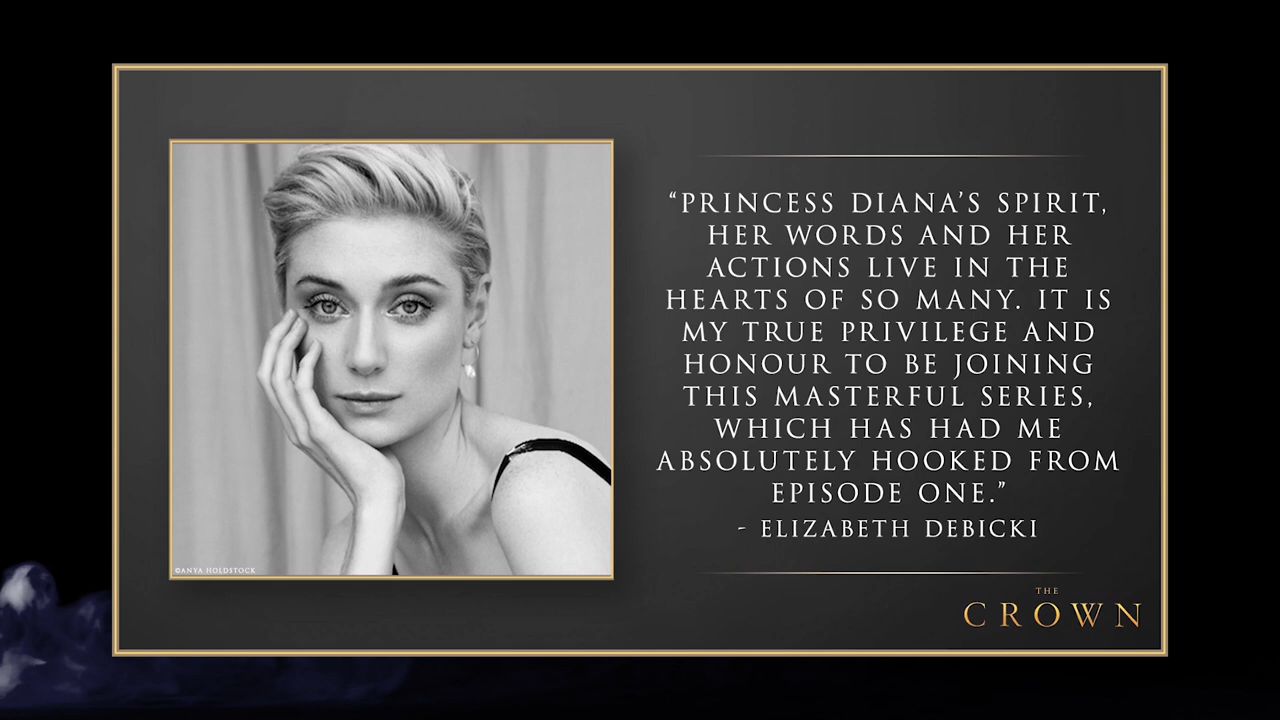 “PRINCESS DIANA’S SPIRIT,
HER WORDS AND HER
ACTIONS LIVE IN THE
HEARTS OF SO MANY. IT IS
MY TRUE PRIVILEGE AND
HONOUR TO BE JOINING
THIS MASTERFUL SERIES,
WHICH HAS HAD ME
ABSOLUTELY HOOKED FROM
EPISODE ONE.”
- ELIZABETH DEBICKI
©ANYA HOLDSTOCK
THE
CROWN